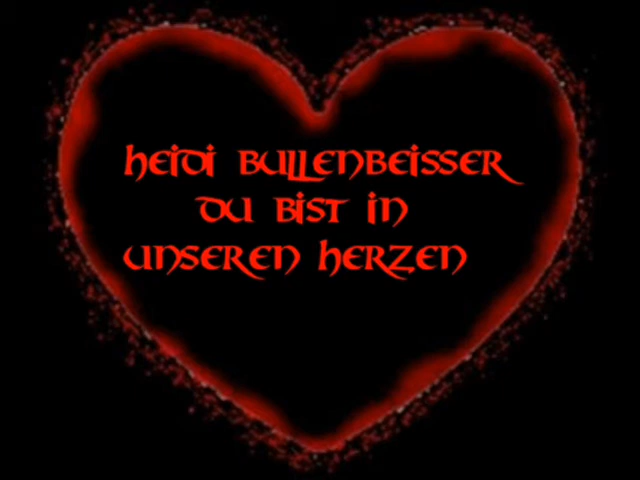 heidi bullenbeisser
du bist in
unseren herzen